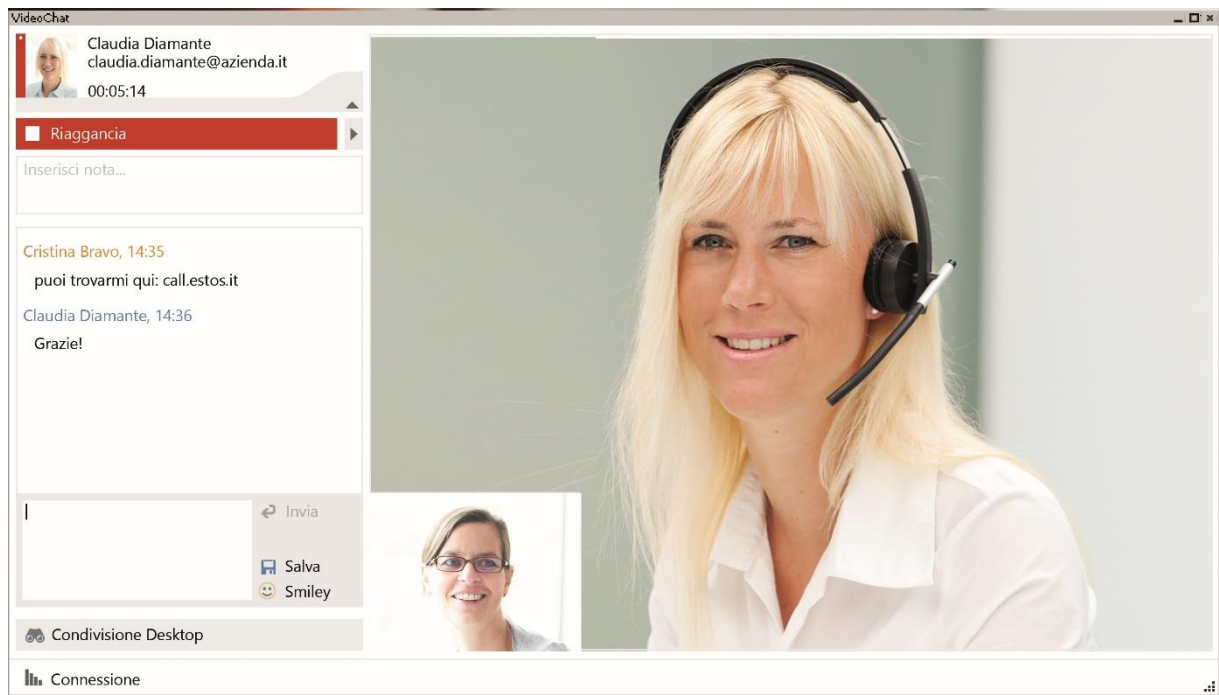 VideoChat
Claudia Diamante
claudia.diamante@azienda.it
00:05:14
Riaggancia
Inserisci nota...
Cristina Bravo, 14:35
puoi trovarmi qui: call.estos.it
Claudia Diamante, 14:36
Grazie!
Invia
Salva
Smiley
Condivisione Desktop
Connessione